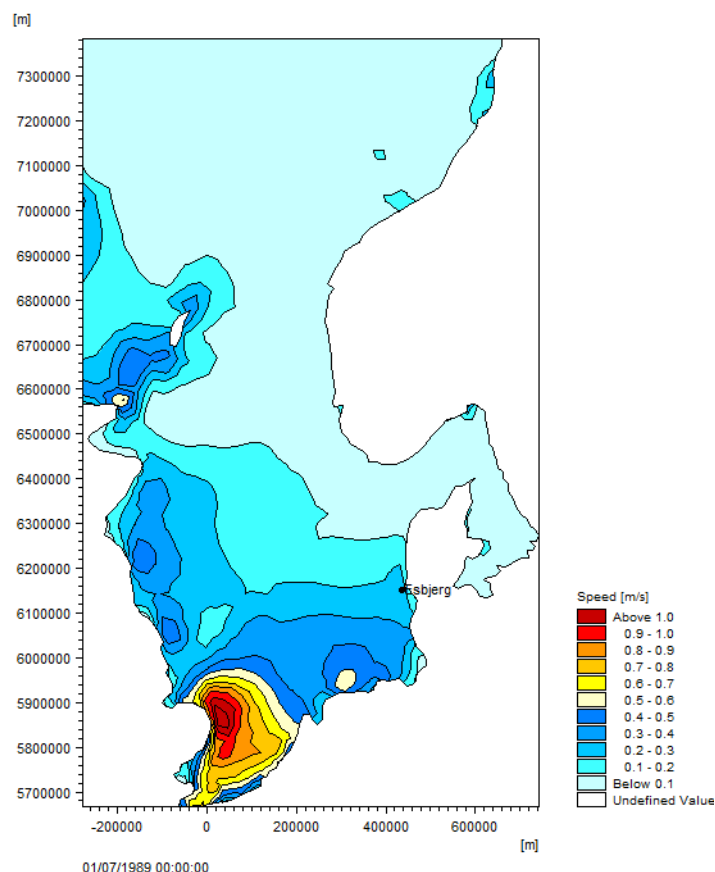 [m]
7300000
7200000
7100000
7000000
6900000
6800000
6700000
6600000
6500000
6400000
6300000
6200000
6100000
6000000
5900000
5800000
5700000
Esbjerg
-200000 0 200000 400000 600000
[m]
01/07/1989 00:00:00
Speed [m/s]
Above 1.0
0.9 - 1.0
0.8 - 0.9
0.7 - 0.8
0.6 - 0.7
0.5 - 0.6
0.4 - 0.5
0.3 - 0.4
0.2 - 0.3
0.1 - 0.2
Below 0.1
Undefined Value